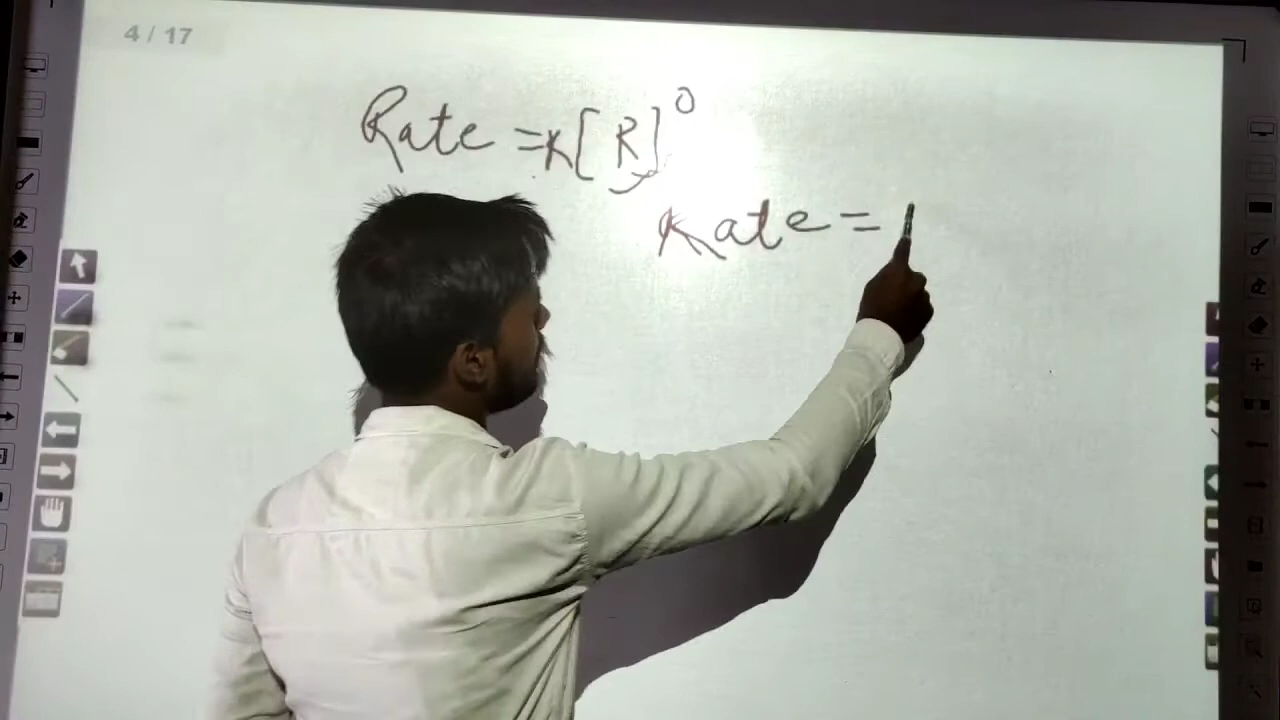 4 / 17
Rate = K[R]⁰
Rate =